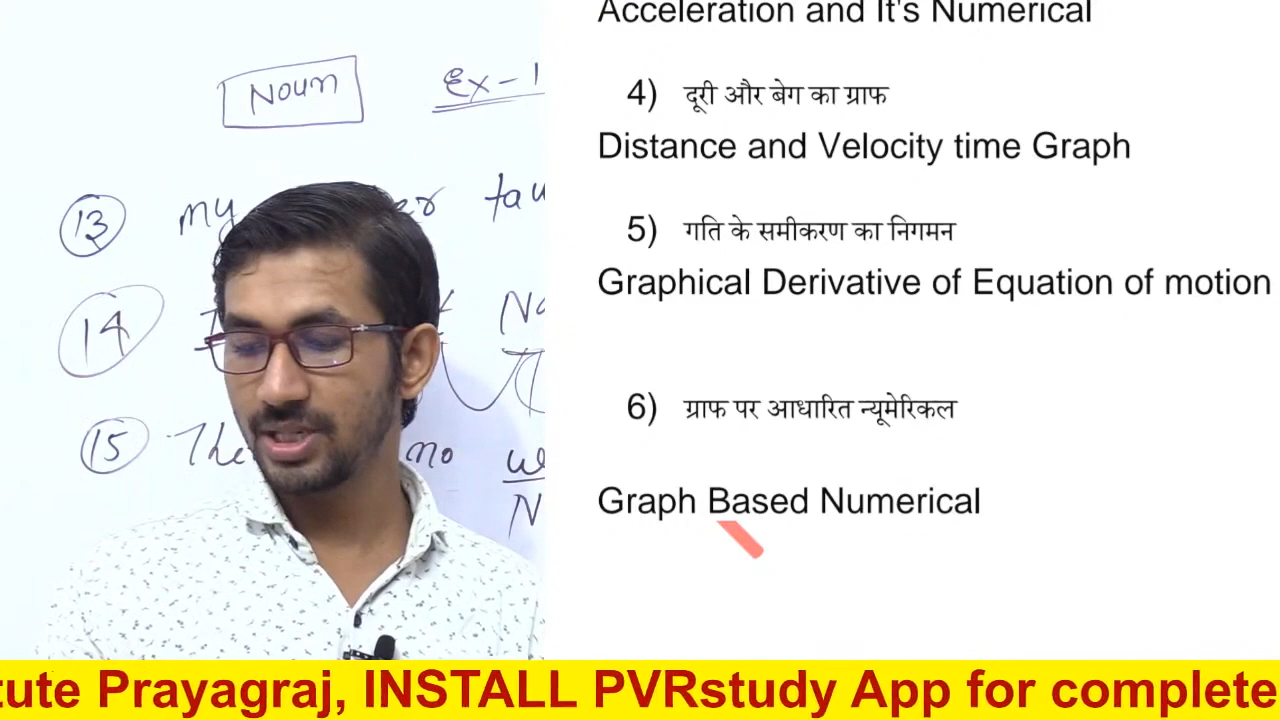 Noun Ex-1
13 my
14
15 The no
N
Acceleration and It's Numerical
4) दूरी और बेग का ग्राफ
Distance and Velocity time Graph
5) गति के समीकरण का निगमन
Graphical Derivative of Equation of motion
6) ग्राफ पर आधारित न्यूमेरिकल
Graph Based Numerical
tute Prayagraj, INSTALL PVRstudy App for complete